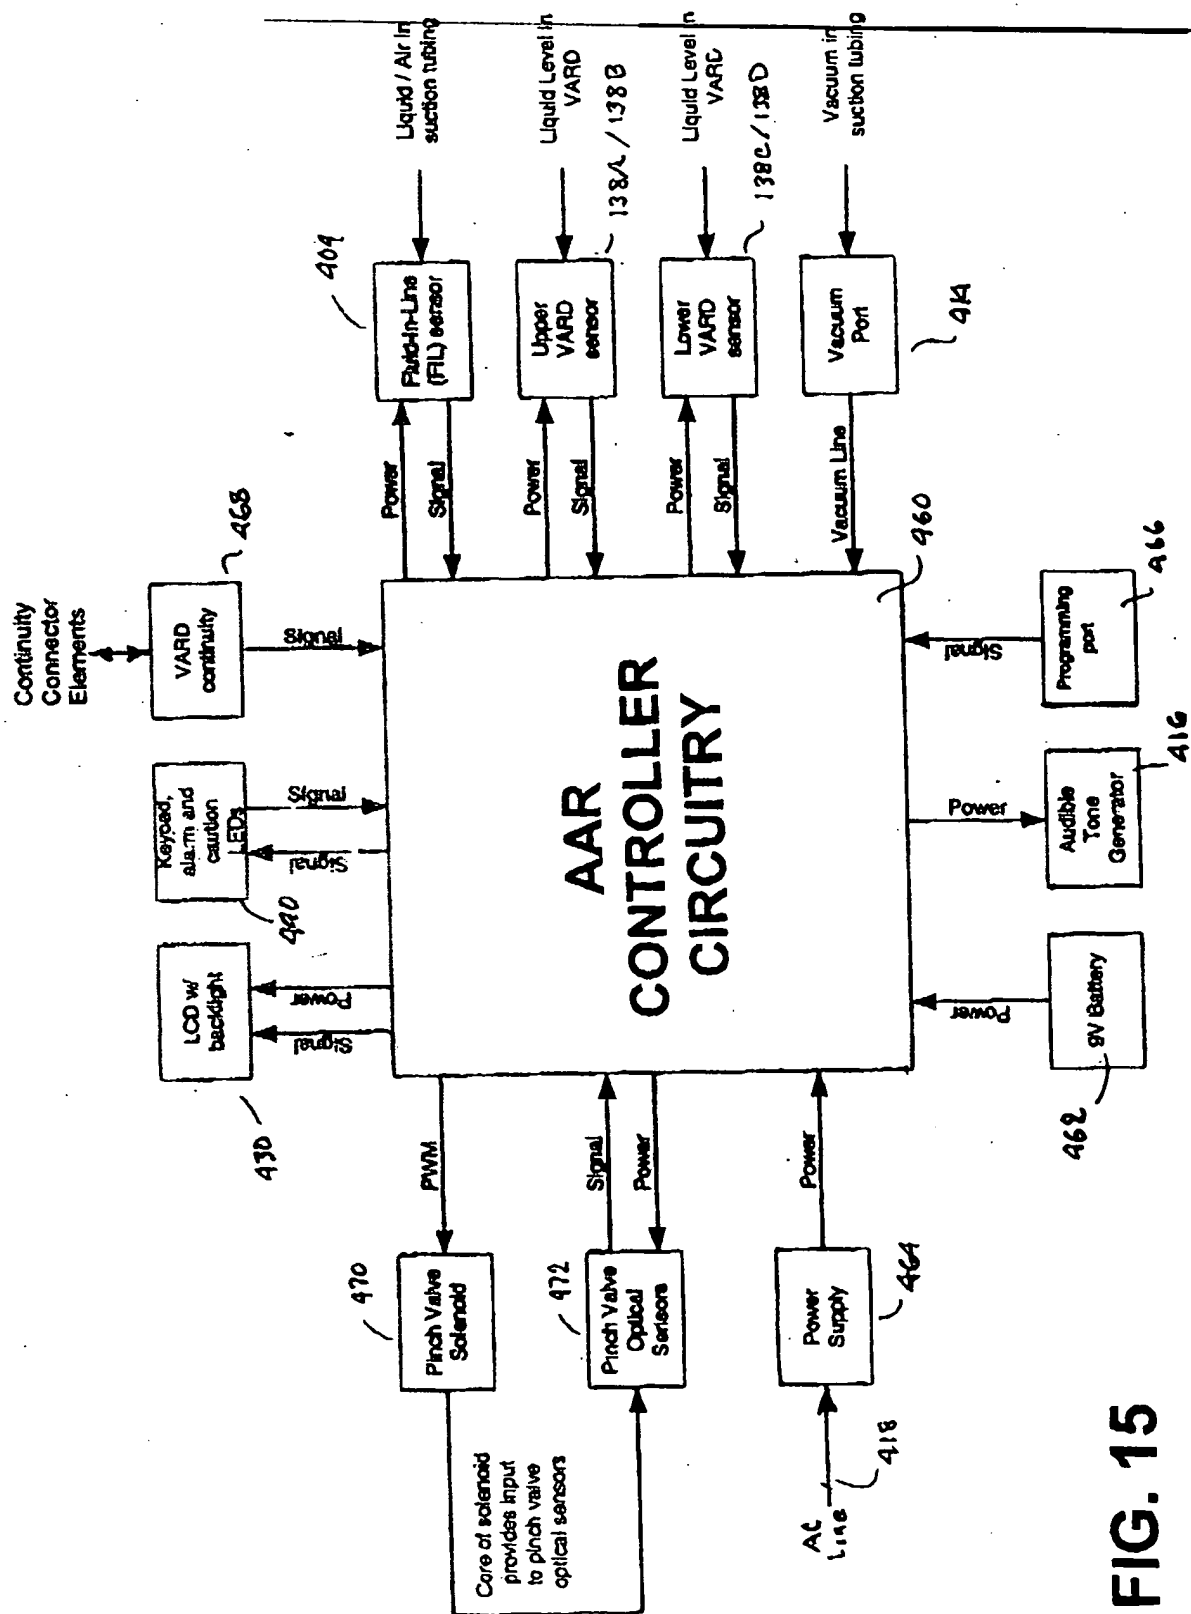 Continuity
Connector
Elements
468
VARD
continuity
Signal
Keypad,
alarm and
caution
LEDs
490
Signal
Signal
LCD w/
backlight
430
Signal
Power
Liquid / Air in
suction tubing
404
Fluid-In-Line
(FIL) sensor
Power
Signal
Liquid Level in
VARD
138A / 138B
Upper
VARD
sensor
Power
Signal
Liquid Level in
VARD
138C / 138D
Lower
VARD
sensor
Power
Signal
Vacuum in
suction tubing
414
Vacuum
Port
Vacuum Line
AAR
CONTROLLER
CIRCUITRY
460
PWM
470
Pinch Valve
Solenoid
Signal
Power
472
Pinch Valve
Optical
Sensors
Core of solenoid
provides input
to pinch valve
optical sensors
Power
464
Power
Supply
AC
Line
418
Power
9V Battery
462
Power
Audible
Tone
Generator
416
Signal
Programming
port
466
FIG. 15